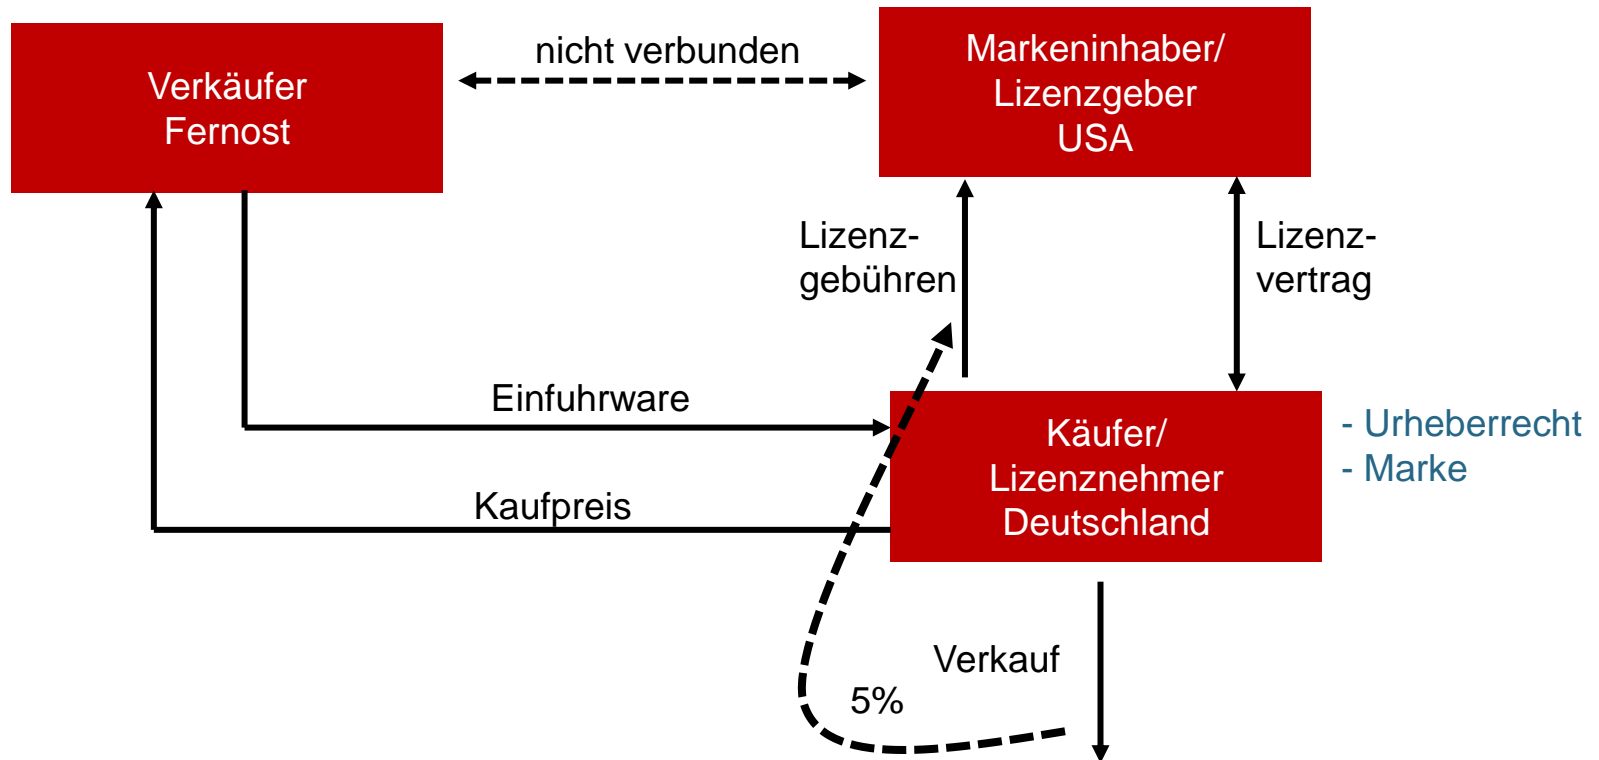 nicht verbunden
Verkäufer
Fernost
Markeninhaber/
Lizenzgeber
USA
Lizenz-
gebühren
Lizenz-
vertrag
Einfuhrware
Kaufpreis
Käufer/
Lizenznehmer
Deutschland
- Urheberrecht
- Marke
Verkauf
5%